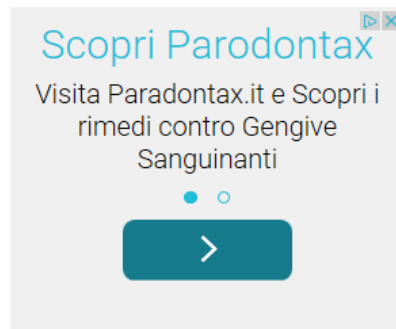 Scopri Parodontax
Visita Paradontax.it e Scopri i
rimedi contro Gengive
Sanguinanti